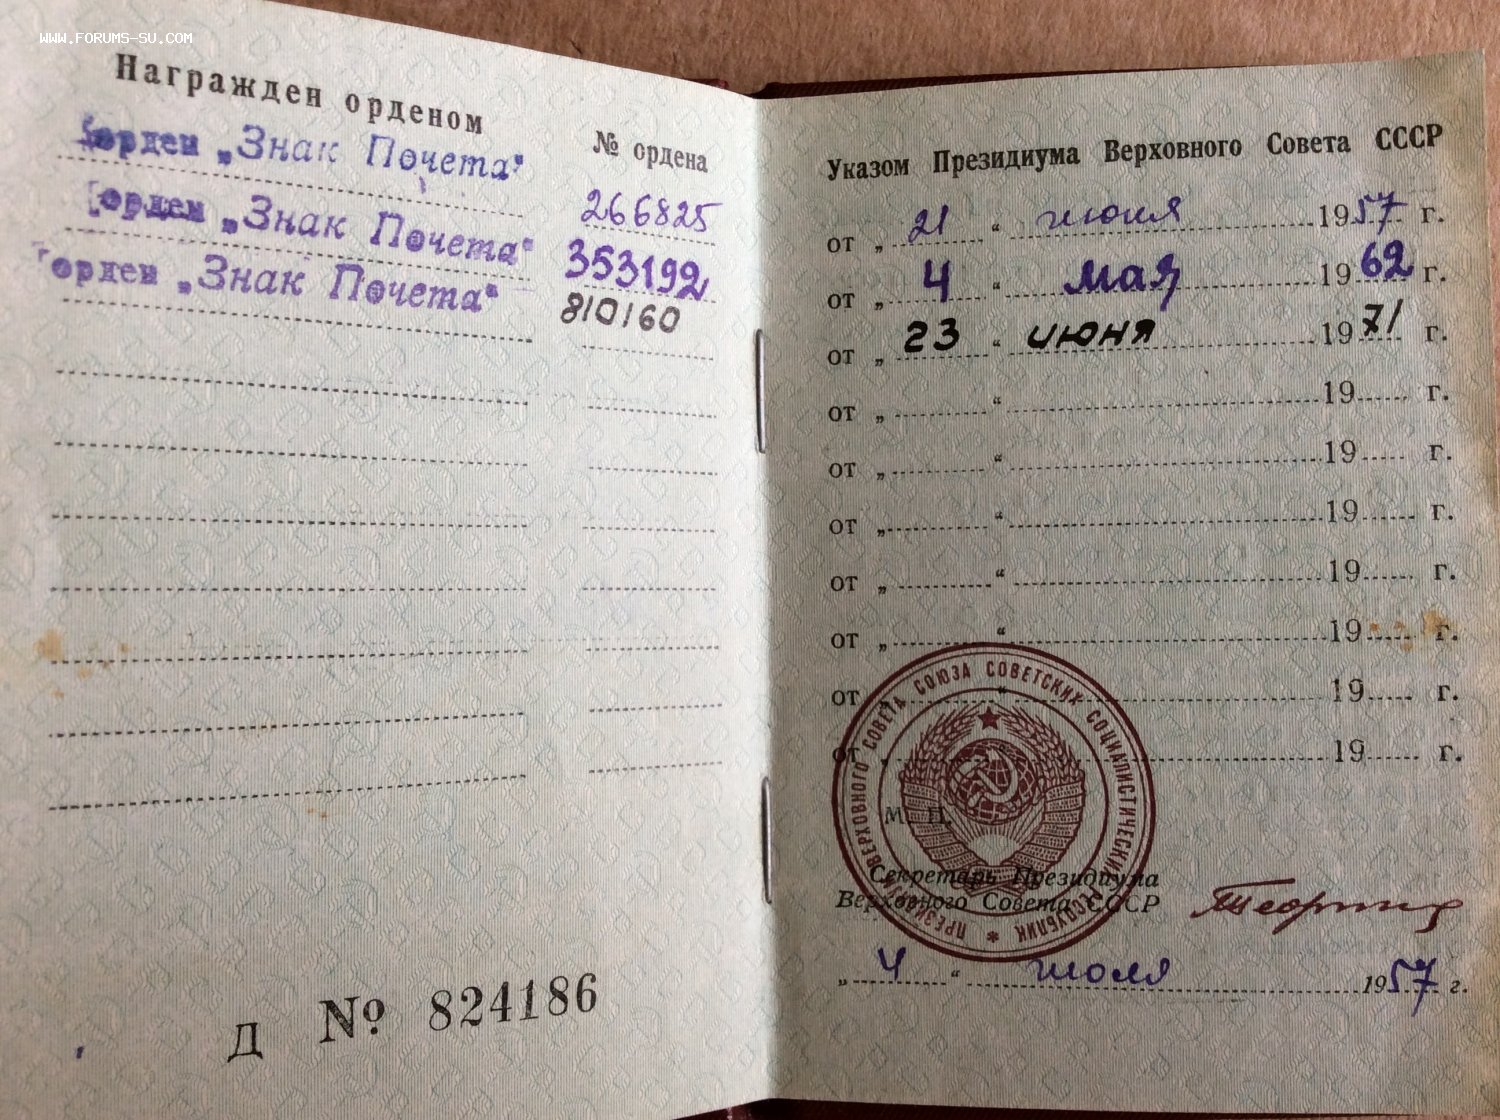 WWW.FORUMS-SU.COM
Награжден орденом № ордена
орден „Знак Почета“ 266825
орден „Знак Почета“ 353192
орден „Знак Почета“ 810160
Д № 824186
Указом Президиума Верховного Совета СССР
от „ 21 “ июня 1957 г.
от „ 4 “ мая 1962 г.
от „ 23 “ июня 1971 г.
от „ “ 19 г.
от „ “ 19 г.
от „ “ 19 г.
от „ “ 19 г.
от „ “ 19 г.
от „ “ 19 г.
от „ 19 г.
ПРЕЗИДИУМ ВЕРХОВНОГО СОВЕТА СОЮЗА СОВЕТСКИХ СОЦИАЛИСТИЧЕСКИХ РЕСПУБЛИК
М. П.
Секретарь Президиума
Верховного Совета СССР
„ 4 “ июля 1957 г.